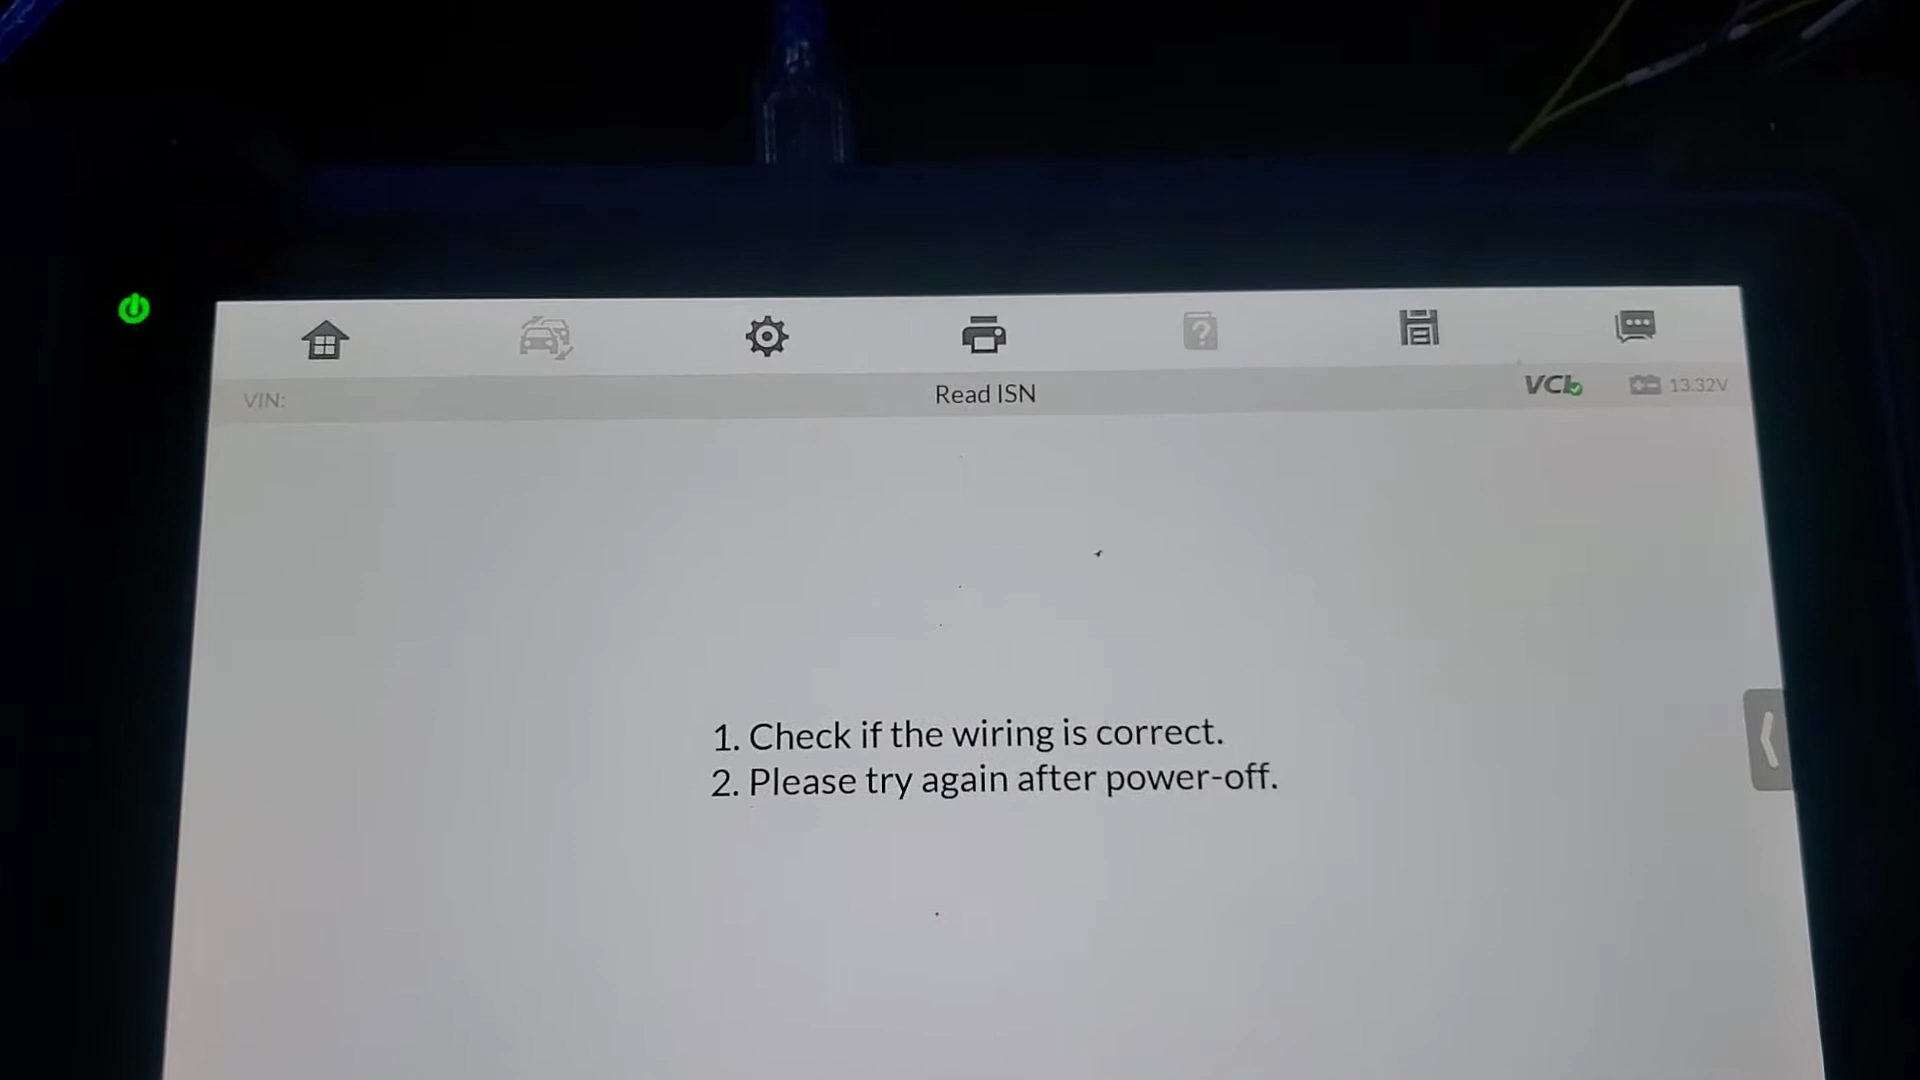 VIN:
Read ISN
VCI
13.32V
1. Check if the wiring is correct.
2. Please try again after power-off.